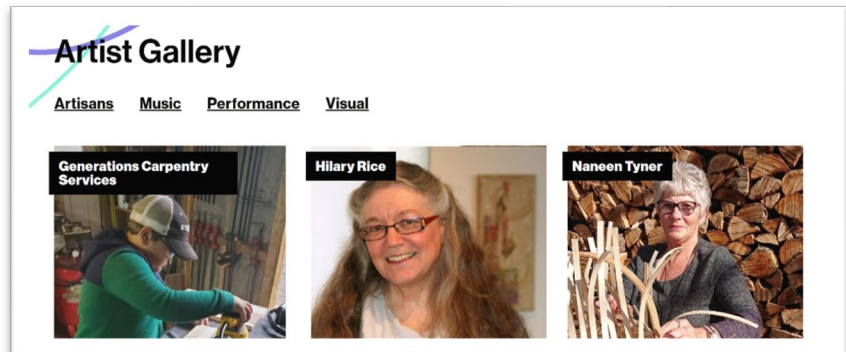 Artist Gallery
Artisans Music Performance Visual
Generations Carpentry
Services
Hilary Rice
Naneen Tyner